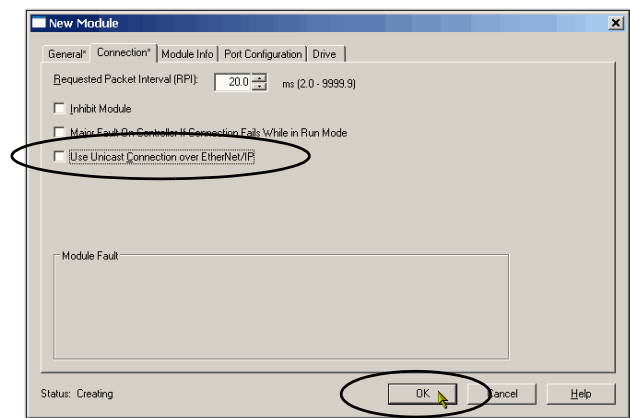 New Module
General* Connection* Module Info Port Configuration Drive
Requested Packet Interval (RPI): 20.0 ms (2.0 - 9999.9)
Inhibit Module
Major Fault On Controller If Connection Fails While in Run Mode
Use Unicast Connection over EtherNet/IP
Module Fault
Status: Creating OK Cancel Help